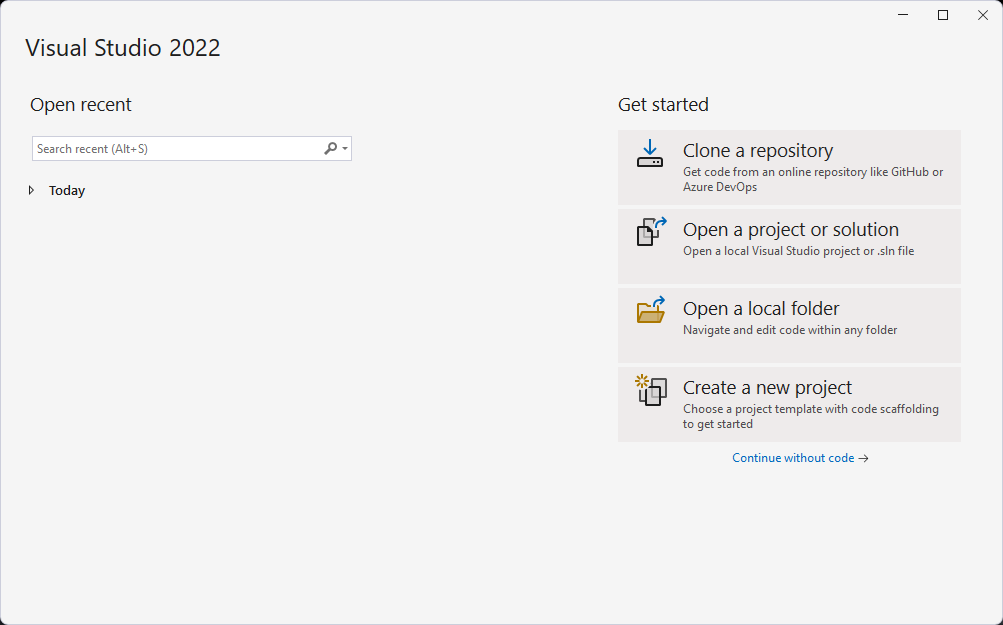 Visual Studio 2022
Open recent
Search recent (Alt+S)
Today
Get started
Clone a repository
Get code from an online repository like GitHub or
Azure DevOps
Open a project or solution
Open a local Visual Studio project or .sln file
Open a local folder
Navigate and edit code within any folder
Create a new project
Choose a project template with code scaffolding
to get started
Continue without code →